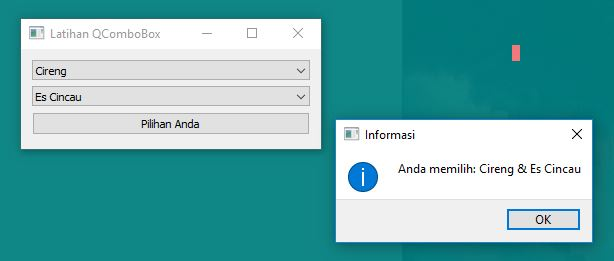 Latihan QComboBox
Cireng
Es Cincau
Pilihan Anda
Informasi
Anda memilih: Cireng & Es Cincau
OK